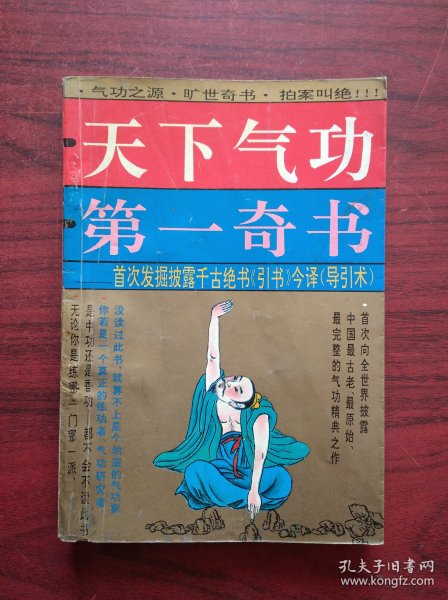 ·气功之源·旷世奇书·拍案叫绝!!!
天下气功
第一奇书
——首次发掘披露千古绝书《引书》今译(导引术)
首次向全世界披露
中国最古老、最原始、
最完整的气功精典之作
没读过此书,就算不上是个地道的气功家
你若是一个真正的练功者、气功研究者
是中功还是香功,都不会不读此书
无论你是练哪一门哪一派,
孔夫子旧书网
www.kongfz.com